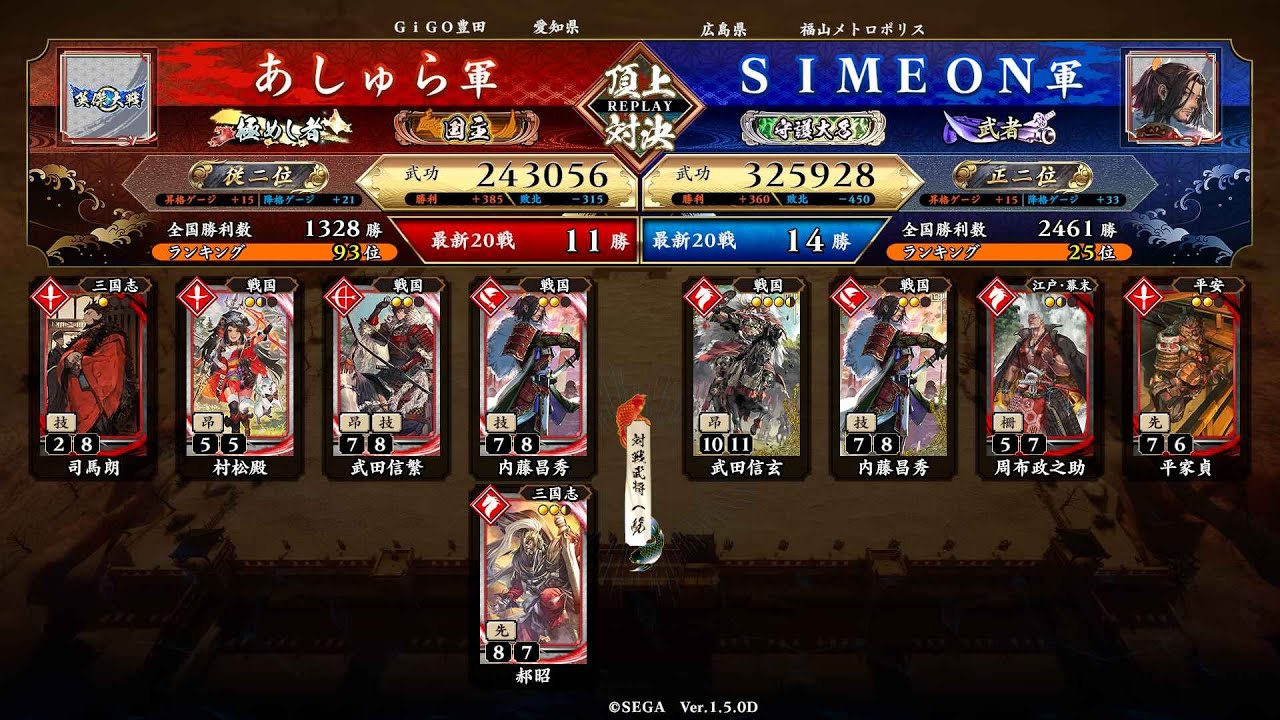 GiGO豊田 愛知県
広島県 福山メトロポリス
あしゅら軍
頂上
REPLAY
対決
SIMEON軍
英傑大戦
極めし者
国主
守護大名
武者
従二位
武功 243056
武功 325928
正二位
昇格ゲージ +15 降格ゲージ +21
勝利 +385 敗北 -315
勝利 +360 敗北 -450
昇格ゲージ +15 降格ゲージ +33
全国勝利数 1328 勝
ランキング 93位
最新20戦 11 勝
最新20戦 14 勝
全国勝利数 2461 勝
ランキング 25位
三国志
技
2 8
司馬朗
戦国
昂
5 5
村松殿
戦国
昂 技
7 8
武田信繁
戦国
技
7 8
内藤昌秀
戦国
昂
10 11
武田信玄
戦国
技
7 8
内藤昌秀
江戸・幕末
柵
5 7
周布政之助
平安
先
7 6
平家貞
対戦武将一覧
三国志
先
8 7
郝昭
©SEGA Ver.1.5.0D